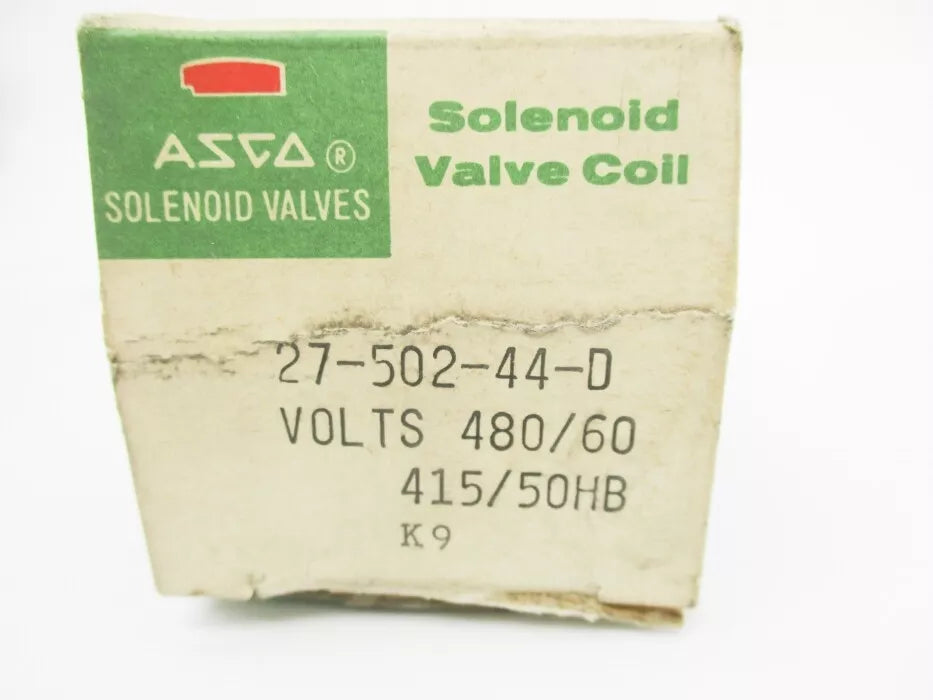 ASCO ®
SOLENOID VALVES
Solenoid
Valve Coil
27-502-44-D
VOLTS 480/60
415/50HB
K9